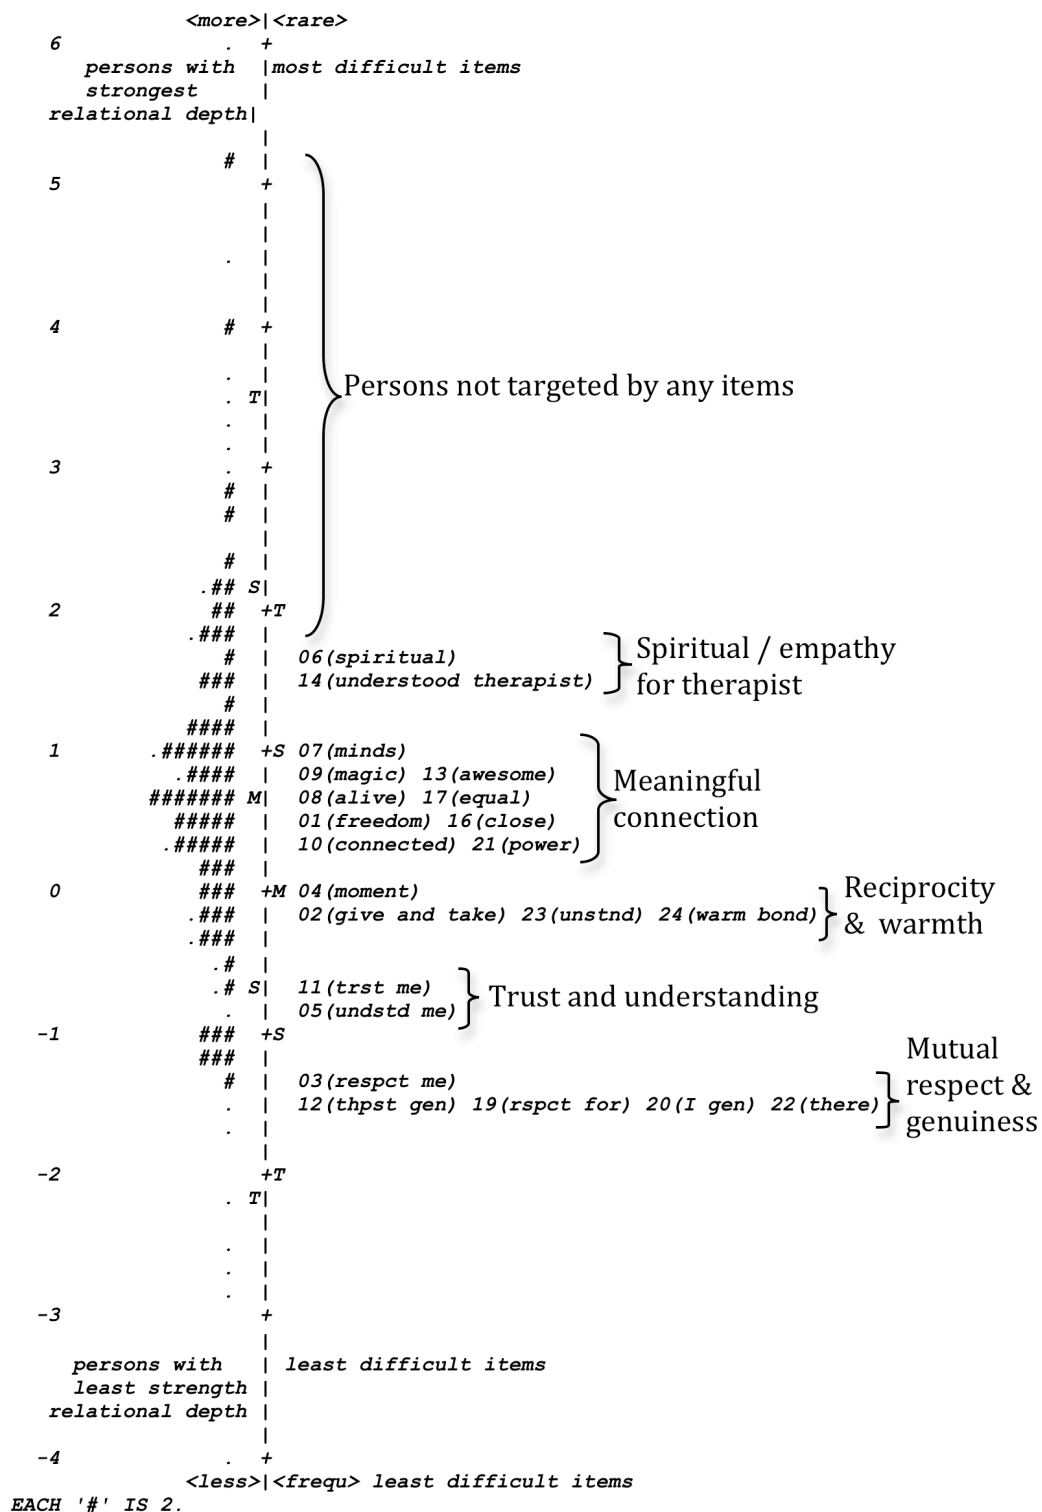 <more>|<rare>
6 . +
persons with |most difficult items
strongest |
relational depth|
|
# |
5 +
|
|
. |
|
|
4 # +
|
. |
. T|
. |
. |
3 . +
# |
# |
|
# |
.## S|
2 ## +T
.### |
# | 06(spiritual)
### | 14(understood therapist)
# |
#### |
1 .###### +S 07(minds)
.#### | 09(magic) 13(awesome)
####### M| 08(alive) 17(equal)
##### | 01(freedom) 16(close)
.##### | 10(connected) 21(power)
### |
0 ### +M 04(moment)
.### | 02(give and take) 23(unstnd) 24(warm bond)
.### |
.# |
.# S| 11(trst me)
. | 05(undstd me)
-1 ### +S
### |
# | 03(respct me)
. | 12(thpst gen) 19(rspct for) 20(I gen) 22(there)
. |
|
-2 +T
. T|
|
. |
. |
. |
-3 +
|
persons with | least difficult items
least strength |
relational depth |
|
-4 . +
<less>|<frequ> least difficult items
EACH '#' IS 2.
Persons not targeted by any items
Spiritual / empathy
for therapist
Meaningful
connection
Reciprocity
& warmth
Trust and understanding
Mutual
respect &
genuiness